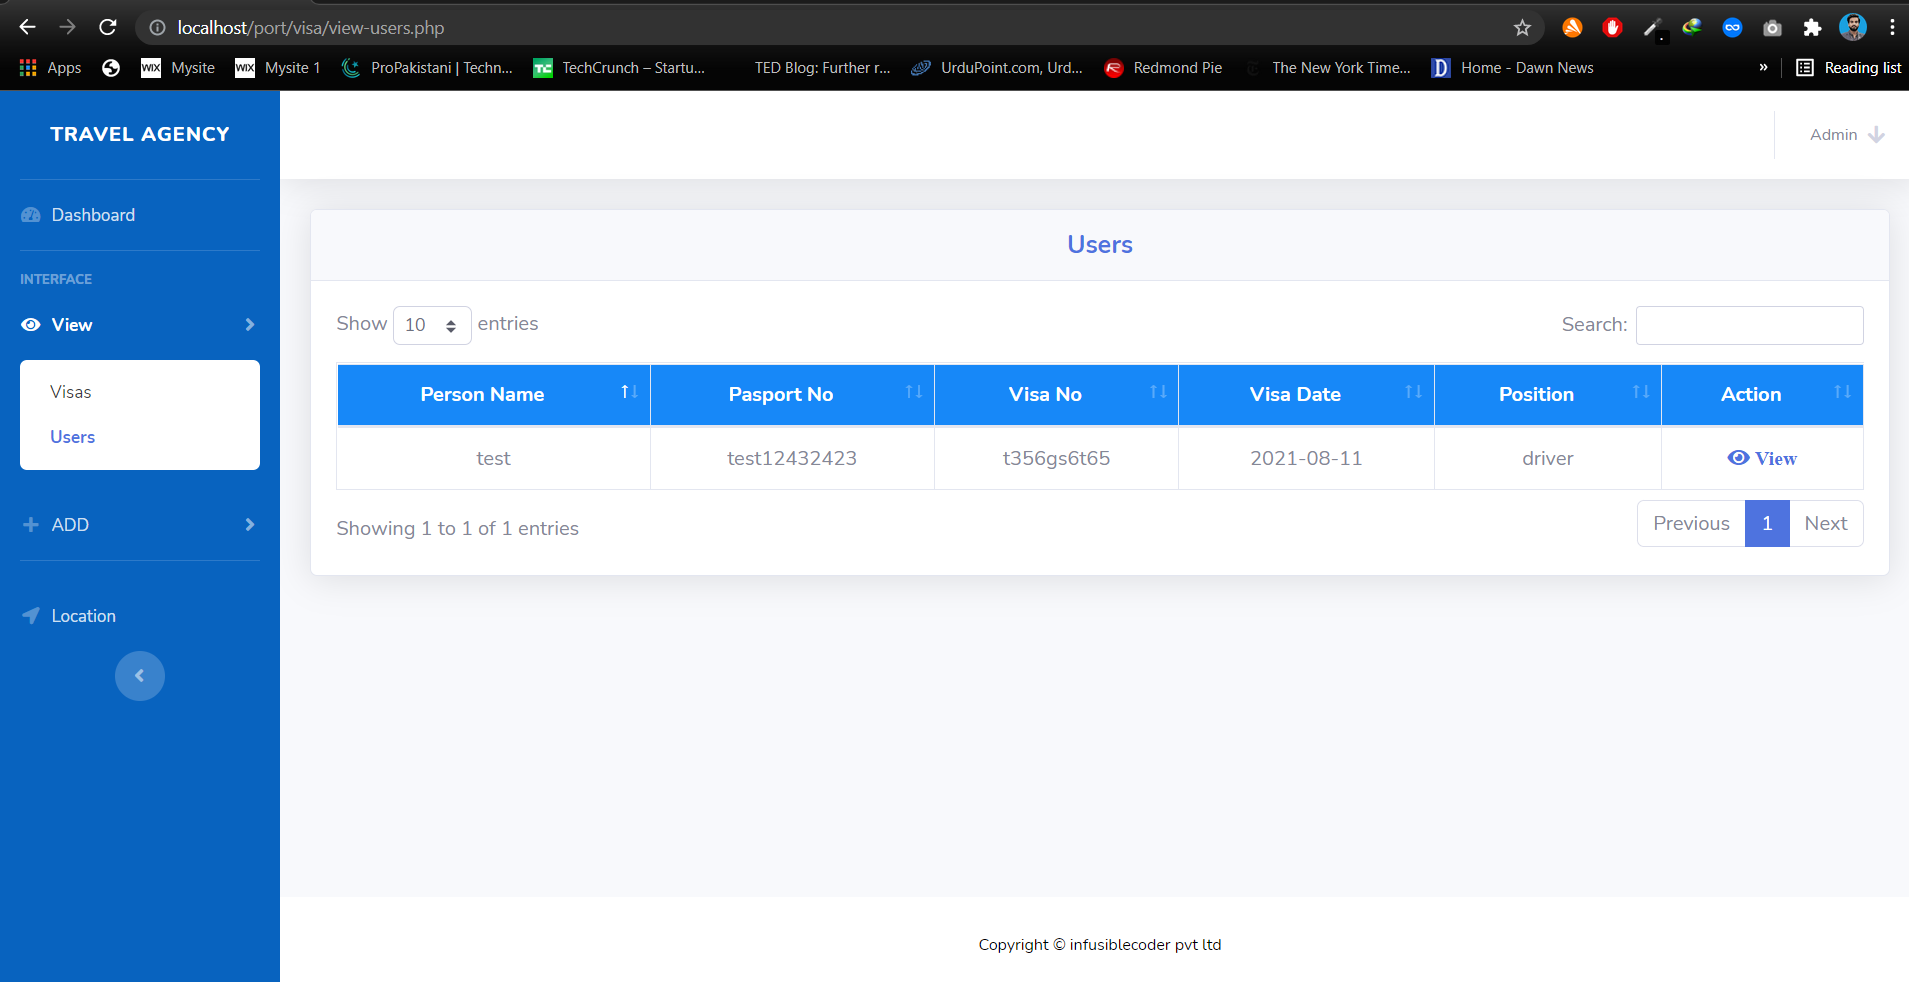 localhost/port/visa/view-users.php
Apps
WiX Mysite
WiX Mysite 1
ProPakistani | Techn...
TC TechCrunch – Startu...
TED Blog: Further r...
UrduPoint.com, Urd...
Redmond Pie
The New York Time...
D Home - Dawn News
»
Reading list
TRAVEL AGENCY
Admin
Dashboard
INTERFACE
View
Visas
Users
ADD
Location
Users
Show 10 entries
Search:
Person Name Pasport No Visa No Visa Date Position Action
test test12432423 t356gs6t65 2021-08-11 driver View
Showing 1 to 1 of 1 entries
Previous 1 Next
Copyright © infusiblecoder pvt ltd